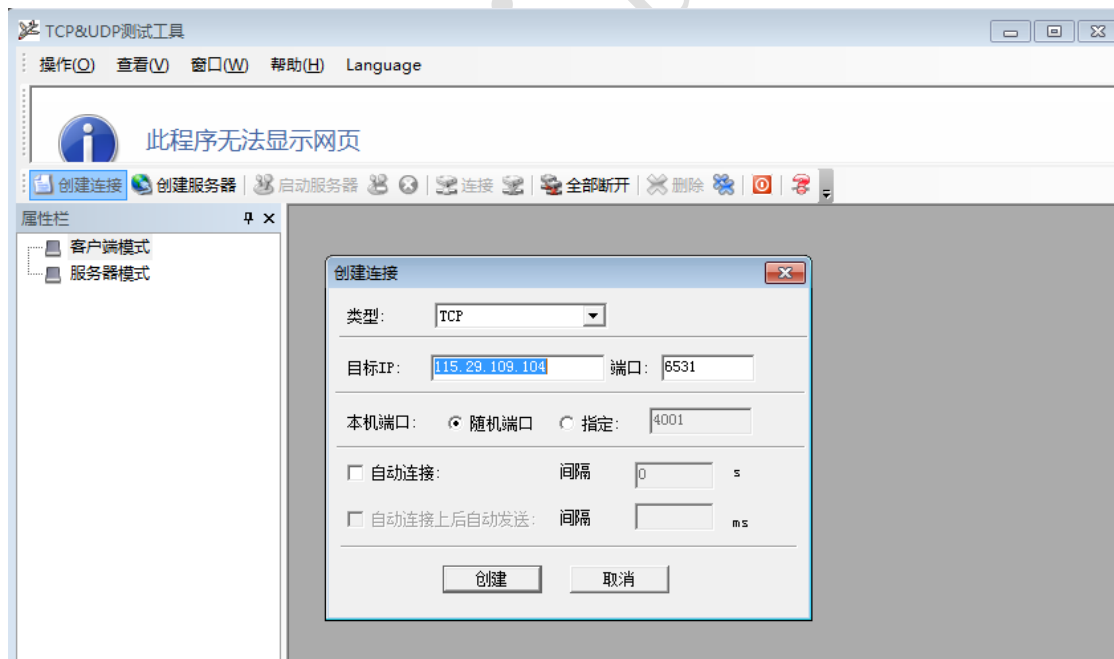 TCP&UDP测试工具
操作(O) 查看(V) 窗口(W) 帮助(H) Language
此程序无法显示网页
创建连接 创建服务器 启动服务器 连接 全部断开 删除
属性栏
客户端模式
服务器模式
创建连接
类型: TCP
目标IP: 115.29.109.104 端口: 6531
本机端口: 随机端口 指定: 4001
自动连接: 间隔 0 s
自动连接上后自动发送: 间隔 ms
创建 取消